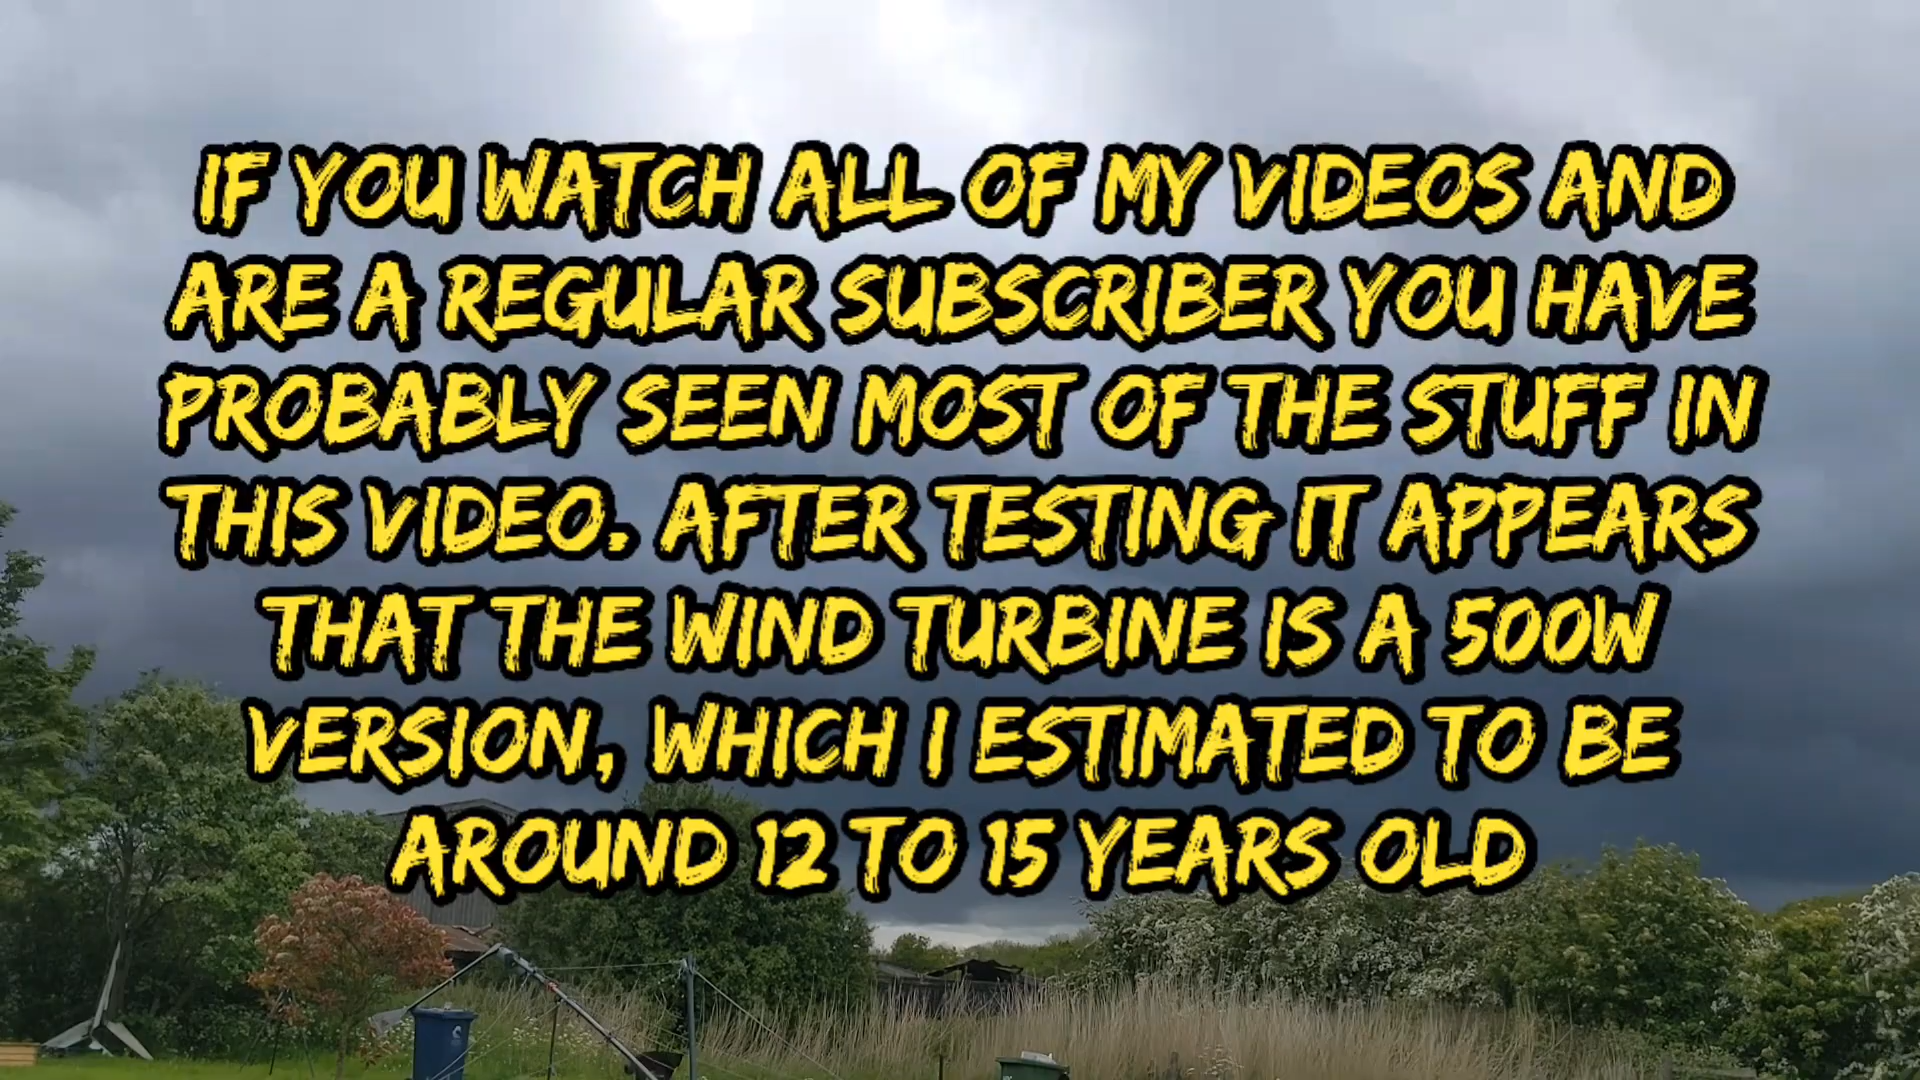 IF YOU WATCH ALL OF MY VIDEOS AND
ARE A REGULAR SUBSCRIBER YOU HAVE
PROBABLY SEEN MOST OF THE STUFF IN
THIS VIDEO. AFTER TESTING IT APPEARS
THAT THE WIND TURBINE IS A 500W
VERSION, WHICH I ESTIMATED TO BE
AROUND 12 TO 15 YEARS OLD